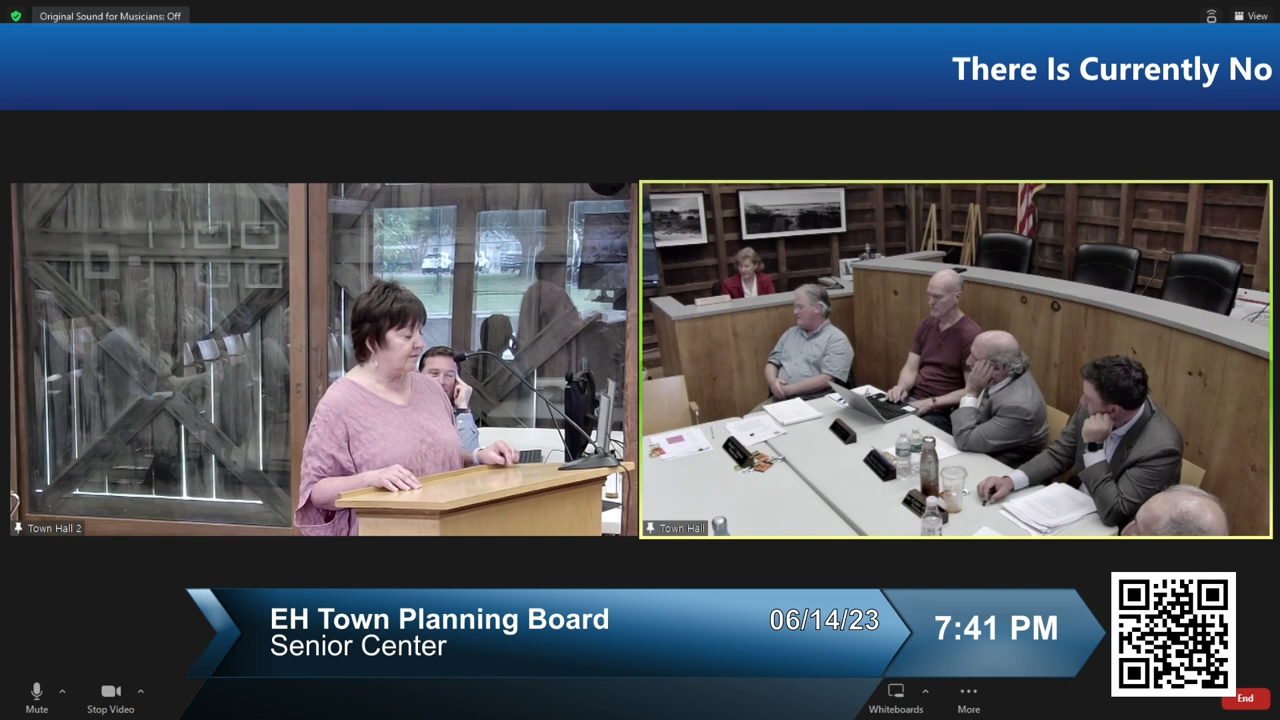 Original Sound for Musicians: Off
View
There Is Currently No
Town Hall 2
Town Hall
EH Town Planning Board
06/14/23
7:41 PM
Senior Center
Mute
Stop Video
Whiteboards
More
End